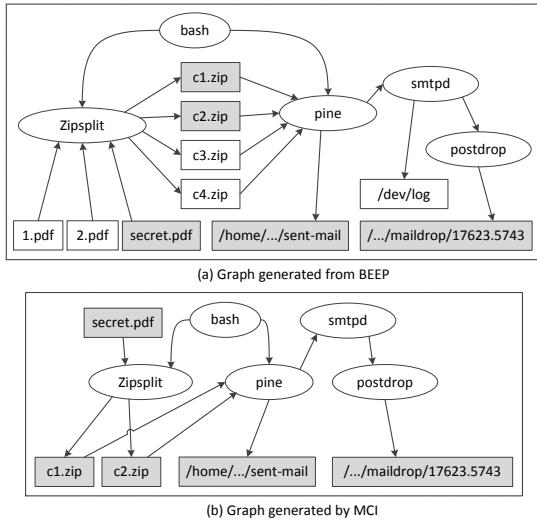 bash
c1.zip
smtpd
c2.zip
Zipsplit
pine
c3.zip
postdrop
c4.zip
/dev/log
1.pdf
2.pdf
secret.pdf
/home/.../sent-mail
/.../maildrop/17623.5743
(a) Graph generated from BEEP
secret.pdf
bash
smtpd
Zipsplit
pine
postdrop
c1.zip
c2.zip
/home/.../sent-mail
/.../maildrop/17623.5743
(b) Graph generated by MCI